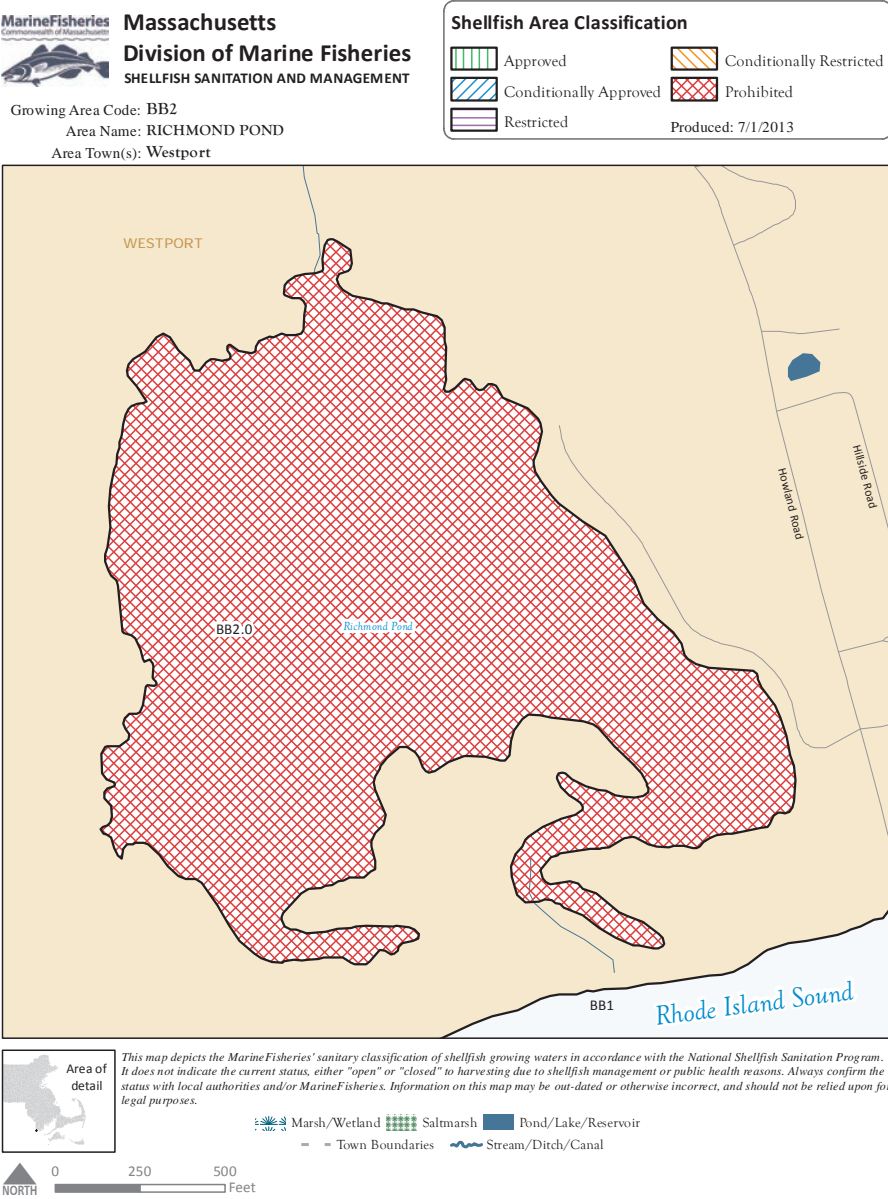 MarineFisheries
Commonwealth of Massachusetts
Massachusetts
Division of Marine Fisheries
SHELLFISH SANITATION AND MANAGEMENT
Growing Area Code: BB2
Area Name: RICHMOND POND
Area Town(s): Westport
Shellfish Area Classification
Approved
Conditionally Restricted
Conditionally Approved
Prohibited
Restricted
Produced: 7/1/2013
WESTPORT
Howland Road
Hillside Road
BB2.0
Richmond Pond
BB1
Rhode Island Sound
Area of
detail
This map depicts the MarineFisheries' sanitary classification of shellfish growing waters in accordance with the National Shellfish Sanitation Program.
It does not indicate the current status, either "open" or "closed" to harvesting due to shellfish management or public health reasons. Always confirm the
status with local authorities and/or MarineFisheries. Information on this map may be out-dated or otherwise incorrect, and should not be relied upon for
legal purposes.
Marsh/Wetland Saltmarsh Pond/Lake/Reservoir
Town Boundaries Stream/Ditch/Canal
NORTH
0 250 500
Feet